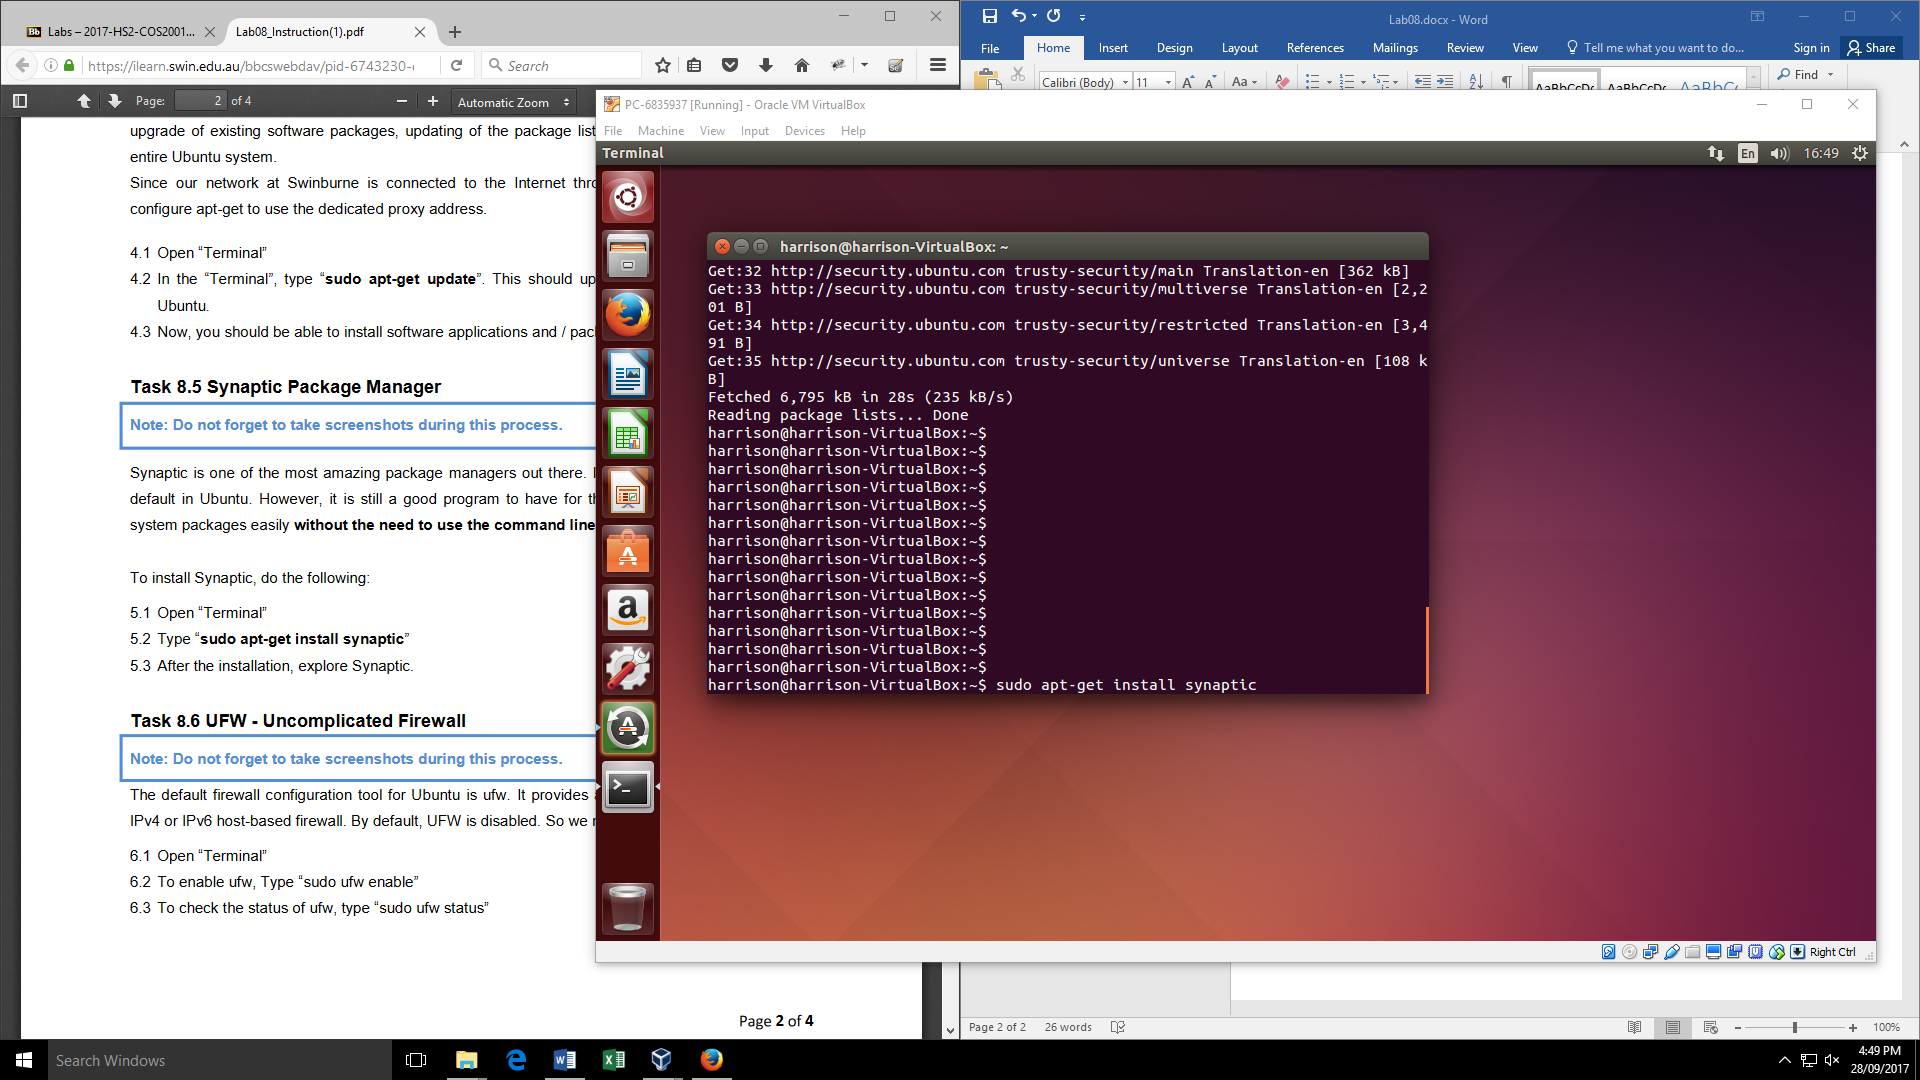 Labs – 2017-HS2-COS2001...
Lab08_Instruction(1).pdf
https://ilearn.swin.edu.au/bbcswebdav/pid-6743230-
Search
Page: 2 of 4
Automatic Zoom
upgrade of existing software packages, updating of the package list
entire Ubuntu system.
Since our network at Swinburne is connected to the Internet thro
configure apt-get to use the dedicated proxy address.
4.1 Open “Terminal”
4.2 In the “Terminal”, type “sudo apt-get update”. This should up
Ubuntu.
4.3 Now, you should be able to install software applications and / pac
Task 8.5 Synaptic Package Manager
Note: Do not forget to take screenshots during this process.
Synaptic is one of the most amazing package managers out there.
default in Ubuntu. However, it is still a good program to have for th
system packages easily without the need to use the command line
To install Synaptic, do the following:
5.1 Open “Terminal”
5.2 Type “sudo apt-get install synaptic”
5.3 After the installation, explore Synaptic.
Task 8.6 UFW - Uncomplicated Firewall
Note: Do not forget to take screenshots during this process.
The default firewall configuration tool for Ubuntu is ufw. It provides
IPv4 or IPv6 host-based firewall. By default, UFW is disabled. So we
6.1 Open “Terminal”
6.2 To enable ufw, Type “sudo ufw enable”
6.3 To check the status of ufw, type “sudo ufw status”
Page 2 of 4
Lab08.docx - Word
File Home Insert Design Layout References Mailings Review View Tell me what you want to do... Sign in Share
Calibri (Body) 11 Aa AaBbCcDc AaBbCcDc AaBbC Find
PC-6835937 [Running] - Oracle VM VirtualBox
File Machine View Input Devices Help
Terminal En 16:49
harrison@harrison-VirtualBox: ~
Get:32 http://security.ubuntu.com trusty-security/main Translation-en [362 kB]
Get:33 http://security.ubuntu.com trusty-security/multiverse Translation-en [2,2
01 B]
Get:34 http://security.ubuntu.com trusty-security/restricted Translation-en [3,4
91 B]
Get:35 http://security.ubuntu.com trusty-security/universe Translation-en [108 k
B]
Fetched 6,795 kB in 28s (235 kB/s)
Reading package lists... Done
harrison@harrison-VirtualBox:~$
harrison@harrison-VirtualBox:~$
harrison@harrison-VirtualBox:~$
harrison@harrison-VirtualBox:~$
harrison@harrison-VirtualBox:~$
harrison@harrison-VirtualBox:~$
harrison@harrison-VirtualBox:~$
harrison@harrison-VirtualBox:~$
harrison@harrison-VirtualBox:~$
harrison@harrison-VirtualBox:~$
harrison@harrison-VirtualBox:~$
harrison@harrison-VirtualBox:~$
harrison@harrison-VirtualBox:~$
harrison@harrison-VirtualBox:~$
harrison@harrison-VirtualBox:~$ sudo apt-get install synaptic
Right Ctrl
Page 2 of 2 26 words
100%
Search Windows
4:49 PM
28/09/2017